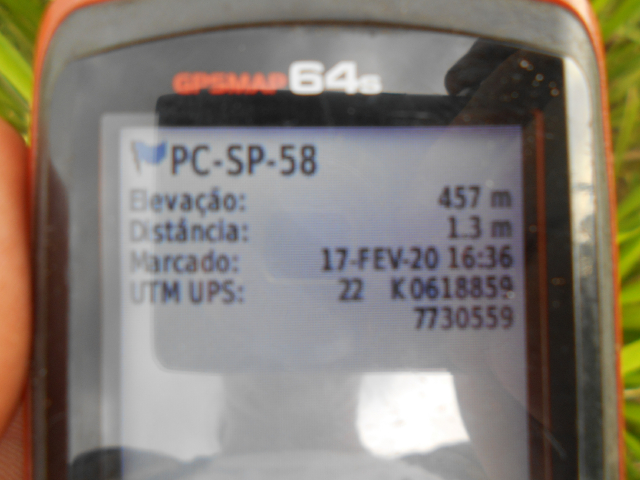 GPSMAP 64s
PC-SP-58
Elevação: 457 m
Distância: 1.3 m
Marcado: 17-FEV-20 16:36
UTM UPS: 22 K 0618859
7730559